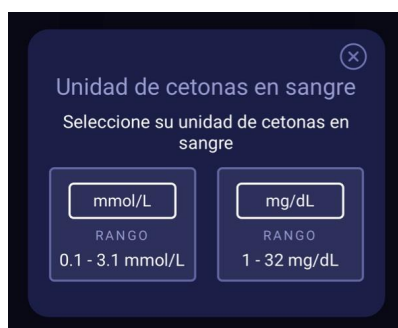 Unidad de cetonas en sangre
Seleccione su unidad de cetonas en
sangre
mmol/L
RANGO
0.1 - 3.1 mmol/L
mg/dL
RANGO
1 - 32 mg/dL